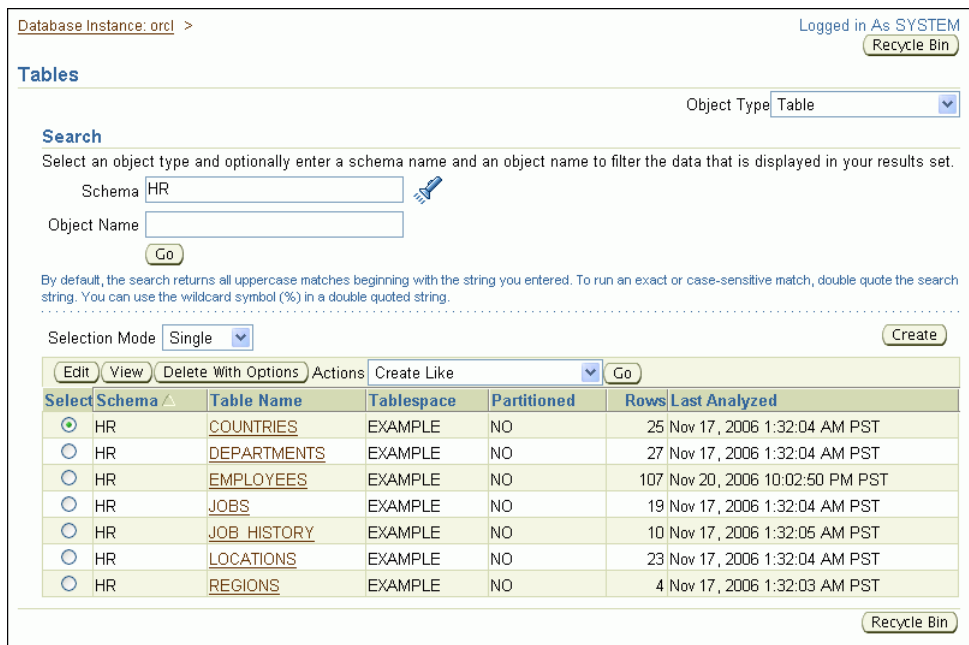 Database Instance: orcl >
Logged in As SYSTEM
Recycle Bin
Tables
Object Type Table
Search
Select an object type and optionally enter a schema name and an object name to filter the data that is displayed in your results set.
Schema HR
Object Name
Go
By default, the search returns all uppercase matches beginning with the string you entered. To run an exact or case-sensitive match, double quote the search
string. You can use the wildcard symbol (%) in a double quoted string.
Selection Mode Single
Create
Edit View Delete With Options Actions Create Like Go
Select Schema Table Name Tablespace Partitioned Rows Last Analyzed
HR COUNTRIES EXAMPLE NO 25 Nov 17, 2006 1:32:04 AM PST
HR DEPARTMENTS EXAMPLE NO 27 Nov 17, 2006 1:32:04 AM PST
HR EMPLOYEES EXAMPLE NO 107 Nov 20, 2006 10:02:50 PM PST
HR JOBS EXAMPLE NO 19 Nov 17, 2006 1:32:04 AM PST
HR JOB_HISTORY EXAMPLE NO 10 Nov 17, 2006 1:32:05 AM PST
HR LOCATIONS EXAMPLE NO 23 Nov 17, 2006 1:32:04 AM PST
HR REGIONS EXAMPLE NO 4 Nov 17, 2006 1:32:03 AM PST
Recycle Bin